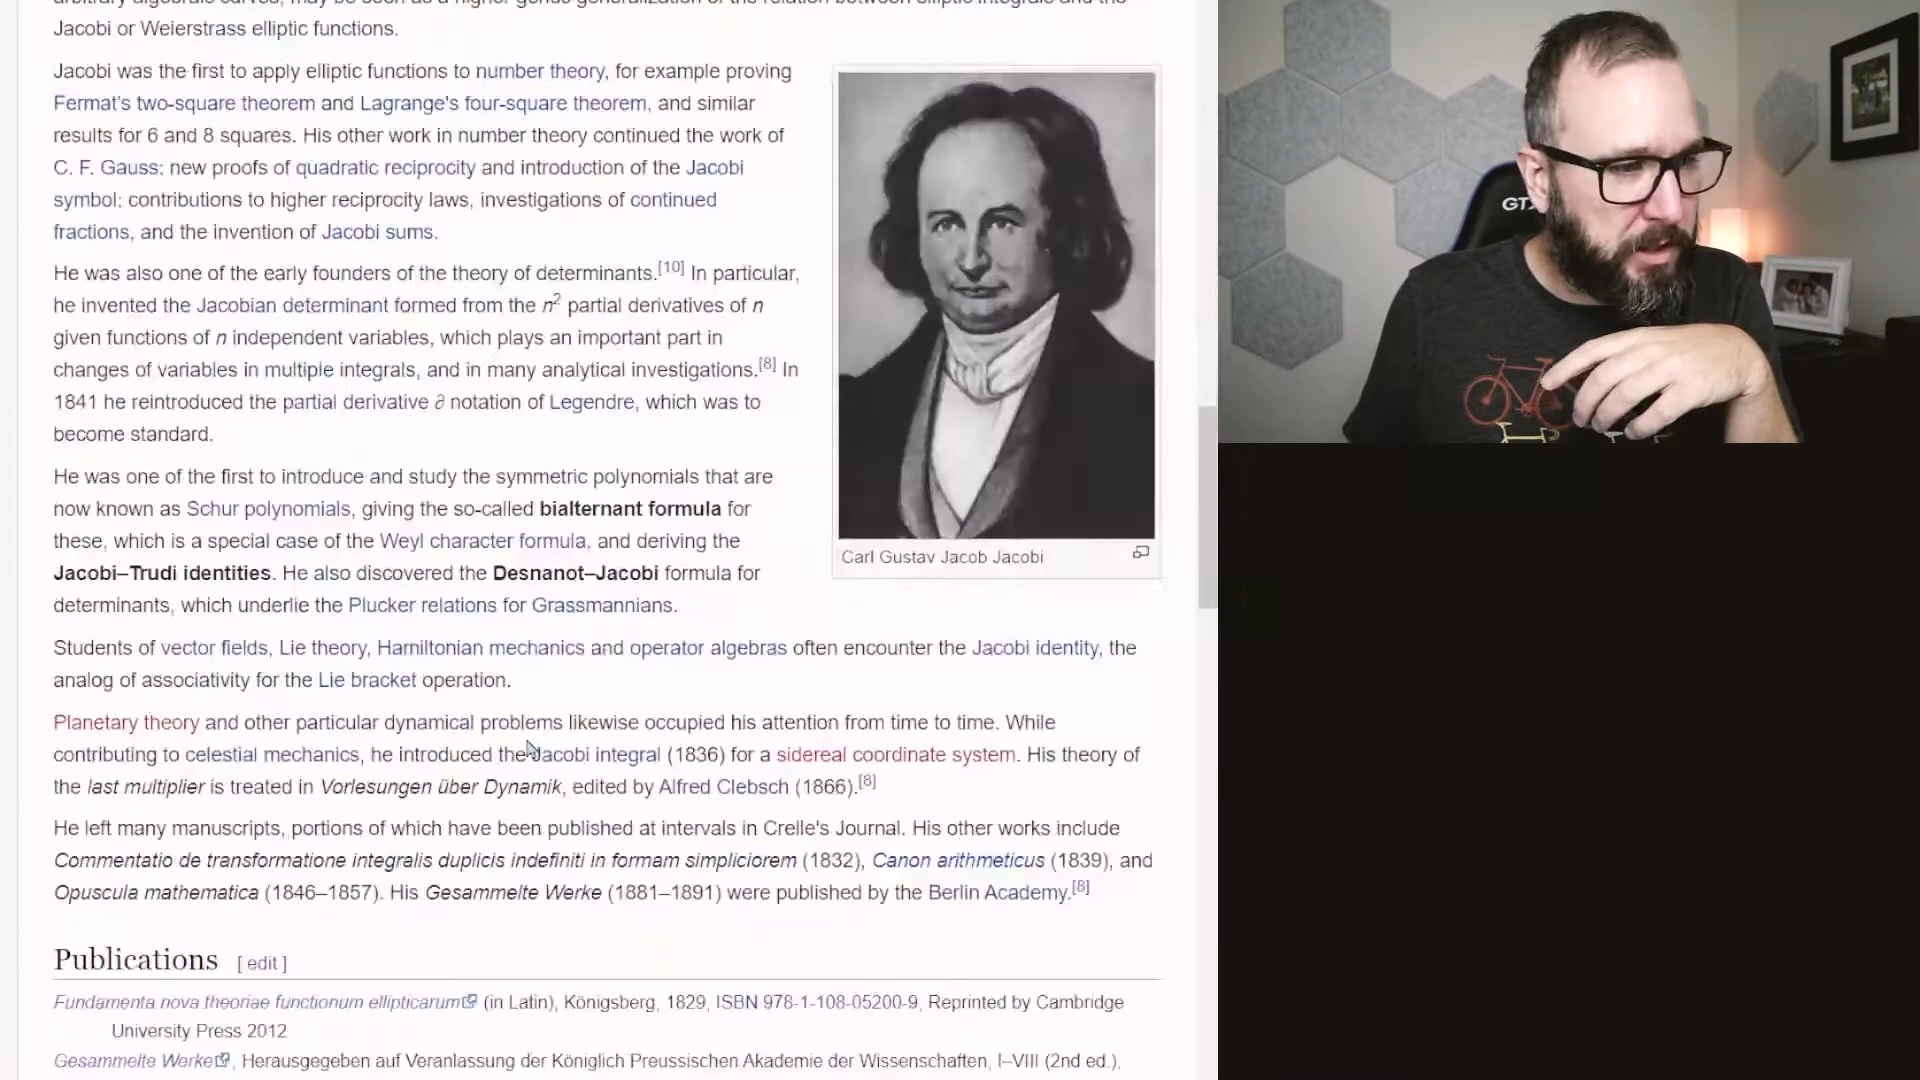 Jacobi or Weierstrass elliptic functions.
Jacobi was the first to apply elliptic functions to number theory, for example proving
Fermat's two-square theorem and Lagrange's four-square theorem, and similar
results for 6 and 8 squares. His other work in number theory continued the work of
C. F. Gauss: new proofs of quadratic reciprocity and introduction of the Jacobi
symbol; contributions to higher reciprocity laws, investigations of continued
fractions, and the invention of Jacobi sums.
He was also one of the early founders of the theory of determinants.[10] In particular,
he invented the Jacobian determinant formed from the n² partial derivatives of n
given functions of n independent variables, which plays an important part in
changes of variables in multiple integrals, and in many analytical investigations.[8] In
1841 he reintroduced the partial derivative ∂ notation of Legendre, which was to
become standard.
He was one of the first to introduce and study the symmetric polynomials that are
now known as Schur polynomials, giving the so-called bialternant formula for
these, which is a special case of the Weyl character formula, and deriving the
Jacobi–Trudi identities. He also discovered the Desnanot–Jacobi formula for
determinants, which underlie the Plucker relations for Grassmannians.
Carl Gustav Jacob Jacobi
Students of vector fields, Lie theory, Hamiltonian mechanics and operator algebras often encounter the Jacobi identity, the
analog of associativity for the Lie bracket operation.
Planetary theory and other particular dynamical problems likewise occupied his attention from time to time. While
contributing to celestial mechanics, he introduced the Jacobi integral (1836) for a sidereal coordinate system. His theory of
the last multiplier is treated in Vorlesungen über Dynamik, edited by Alfred Clebsch (1866).[8]
He left many manuscripts, portions of which have been published at intervals in Crelle's Journal. His other works include
Commentatio de transformatione integralis duplicis indefiniti in formam simpliciorem (1832), Canon arithmeticus (1839), and
Opuscula mathematica (1846–1857). His Gesammelte Werke (1881–1891) were published by the Berlin Academy.[8]
Publications [ edit ]
Fundamenta nova theoriae functionum ellipticarum (in Latin), Königsberg, 1829, ISBN 978-1-108-05200-9, Reprinted by Cambridge
University Press 2012
Gesammelte Werke, Herausgegeben auf Veranlassung der Königlich Preussischen Akademie der Wissenschaften, I–VIII (2nd ed.),